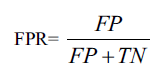 FPR= FP / FP + TN